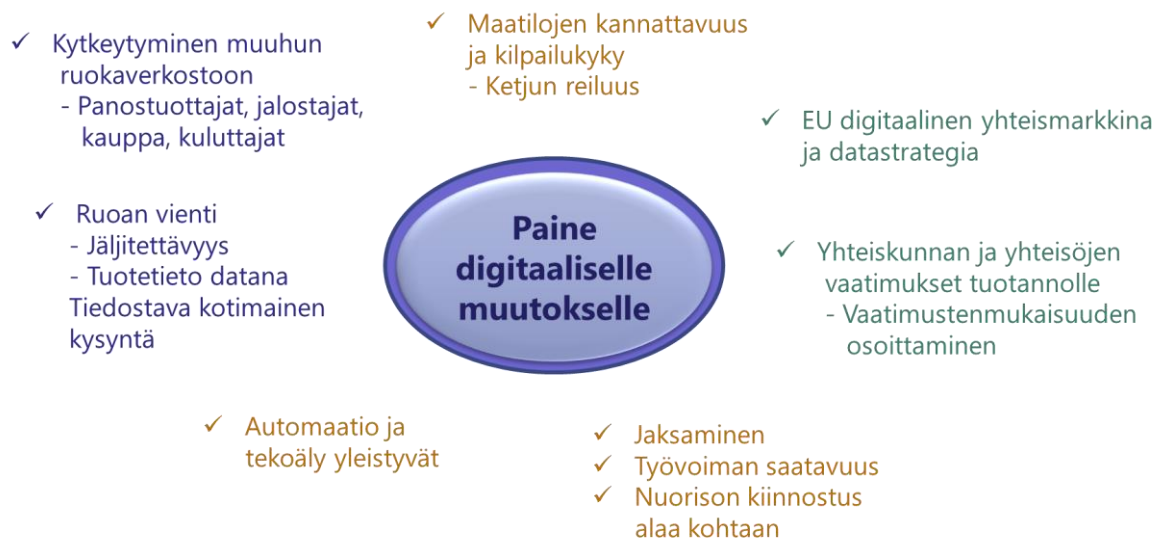 ✓ Kytkeytyminen muuhun
ruokaverkostoon
- Panostuottajat, jalostajat,
kauppa, kuluttajat
✓ Maatilojen kannattavuus
ja kilpailukyky
- Ketjun reiluus
✓ EU digitaalinen yhteismarkkina
ja datastrategia
✓ Ruoan vienti
- Jäljitettävyys
- Tuotetieto datana
Tiedostava kotimainen
kysyntä
Paine
digitaaliselle
muutokselle
✓ Yhteiskunnan ja yhteisöjen
vaatimukset tuotannolle
- Vaatimustenmukaisuuden
osoittaminen
✓ Automaatio ja
tekoäly yleistyvät
✓ Jaksaminen
✓ Työvoiman saatavuus
✓ Nuorison kiinnostus
alaa kohtaan